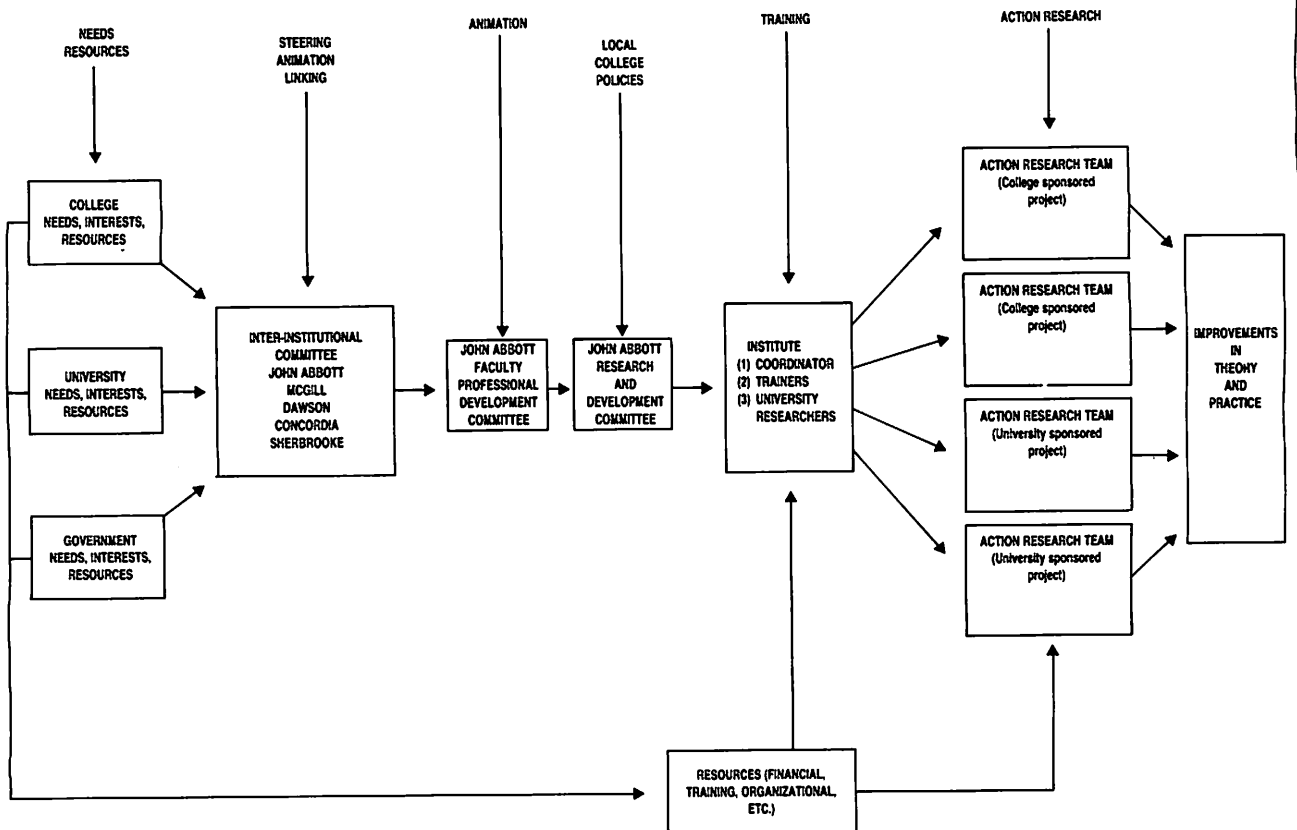 NEEDS
RESOURCES
STEERING
ANIMATION
LINKING
ANIMATION
LOCAL
COLLEGE
POLICIES
TRAINING
ACTION RESEARCH
COLLEGE
NEEDS, INTERESTS,
RESOURCES
UNIVERSITY
NEEDS, INTERESTS,
RESOURCES
GOVERNMENT
NEEDS, INTERESTS,
RESOURCES
INTER-INSTITUTIONAL
COMMITTEE
JOHN ABBOTT
MCGILL
DAWSON
CONCORDIA
SHERBROOKE
JOHN ABBOTT
FACULTY
PROFESSIONAL
DEVELOPMENT
COMMITTEE
JOHN ABBOTT
RESEARCH
AND
DEVELOPMENT
COMMITTEE
INSTITUTE
(1) COORDINATOR
(2) TRAINERS
(3) UNIVERSITY
RESEARCHERS
ACTION RESEARCH TEAM
(College sponsored
project)
ACTION RESEARCH TEAM
(College sponsored
project)
ACTION RESEARCH TEAM
(University sponsored
project)
ACTION RESEARCH TEAM
(University sponsored
project)
IMPROVEMENTS
IN
THEORY
AND
PRACTICE
RESOURCES (FINANCIAL,
TRAINING, ORGANIZATIONAL,
ETC.)